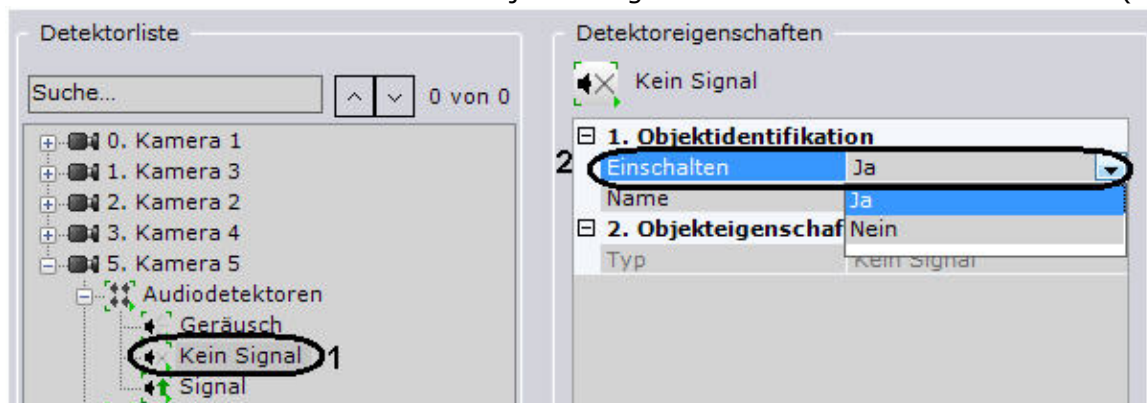 Detektorliste
Suche...
0 von 0
0. Kamera 1
1. Kamera 3
2. Kamera 2
3. Kamera 4
5. Kamera 5
Audiodetektoren
Geräusch
Kein Signal 1
Signal
Detektoreigenschaften
Kein Signal
1. Objektidentifikation
2 Einschalten Ja
Name Ja
2. Objekteigenschaf Nein
Typ Kein Signal